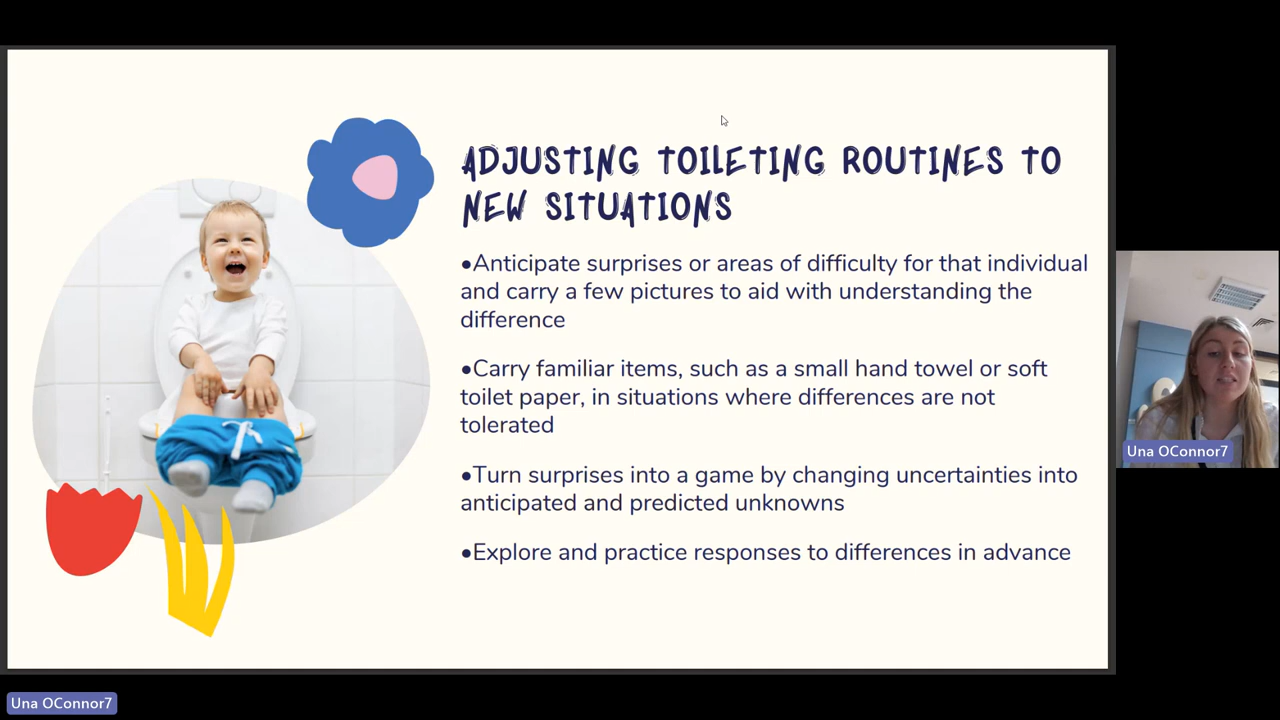 ADJUSTING TOILETING ROUTINES TO
NEW SITUATIONS
•Anticipate surprises or areas of difficulty for that individual
and carry a few pictures to aid with understanding the
difference
•Carry familiar items, such as a small hand towel or soft
toilet paper, in situations where differences are not
tolerated
•Turn surprises into a game by changing uncertainties into
anticipated and predicted unknowns
•Explore and practice responses to differences in advance
Una OConnor7
Una OConnor7